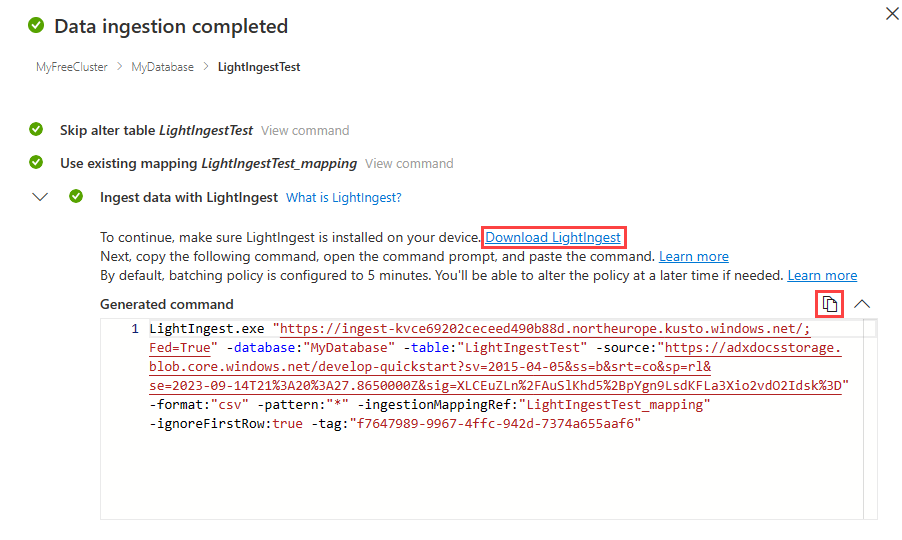 Data ingestion completed
MyFreeCluster > MyDatabase > LightIngestTest
Skip alter table LightIngestTest View command
Use existing mapping LightIngestTest_mapping View command
Ingest data with LightIngest What is LightIngest?
To continue, make sure LightIngest is installed on your device. Download LightIngest
Next, copy the following command, open the command prompt, and paste the command. Learn more
By default, batching policy is configured to 5 minutes. You'll be able to alter the policy at a later time if needed. Learn more
Generated command
1 LightIngest.exe "https://ingest-kvce69202ceceed490b88d.northeurope.kusto.windows.net/;
Fed=True" -database:"MyDatabase" -table:"LightIngestTest" -source:"https://adxdocsstorage.
blob.core.windows.net/develop-quickstart?sv=2015-04-05&ss=b&srt=co&sp=rl&
se=2023-09-14T21%3A20%3A27.8650000Z&sig=XLCEuZLn%2FAuSlKhd5%2BpYgn9LsdKFLa3Xio2vdO2Idsk%3D"
-format:"csv" -pattern:"*" -ingestionMappingRef:"LightIngestTest_mapping"
-ignoreFirstRow:true -tag:"f7647989-9967-4ffc-942d-7374a655aaf6"